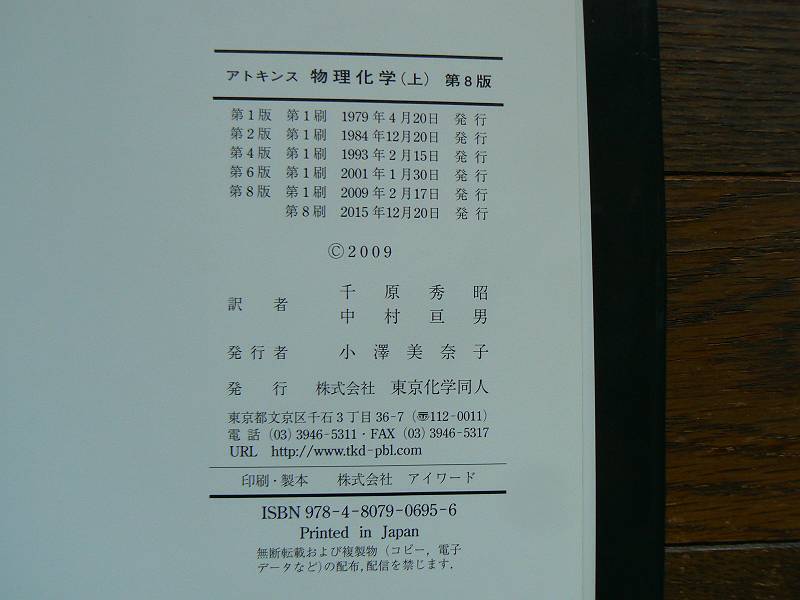 アトキンス 物理化学(上) 第8版
第1版 第1刷 1979年4月20日 発行
第2版 第1刷 1984年12月20日 発行
第4版 第1刷 1993年2月15日 発行
第6版 第1刷 2001年1月30日 発行
第8版 第1刷 2009年2月17日 発行
第8刷 2015年12月20日 発行
©2009
訳者 千原秀昭
中村亘男
発行者 小澤美奈子
発行 株式会社 東京化学同人
東京都文京区千石3丁目36-7 (〠112-0011)
電話 (03)3946-5311・FAX (03)3946-5317
URL http://www.tkd-pbl.com
印刷・製本 株式会社 アイワード
ISBN 978-4-8079-0695-6
Printed in Japan
無断転載および複製物 (コピー, 電子
データなど)の配布, 配信を禁じます.